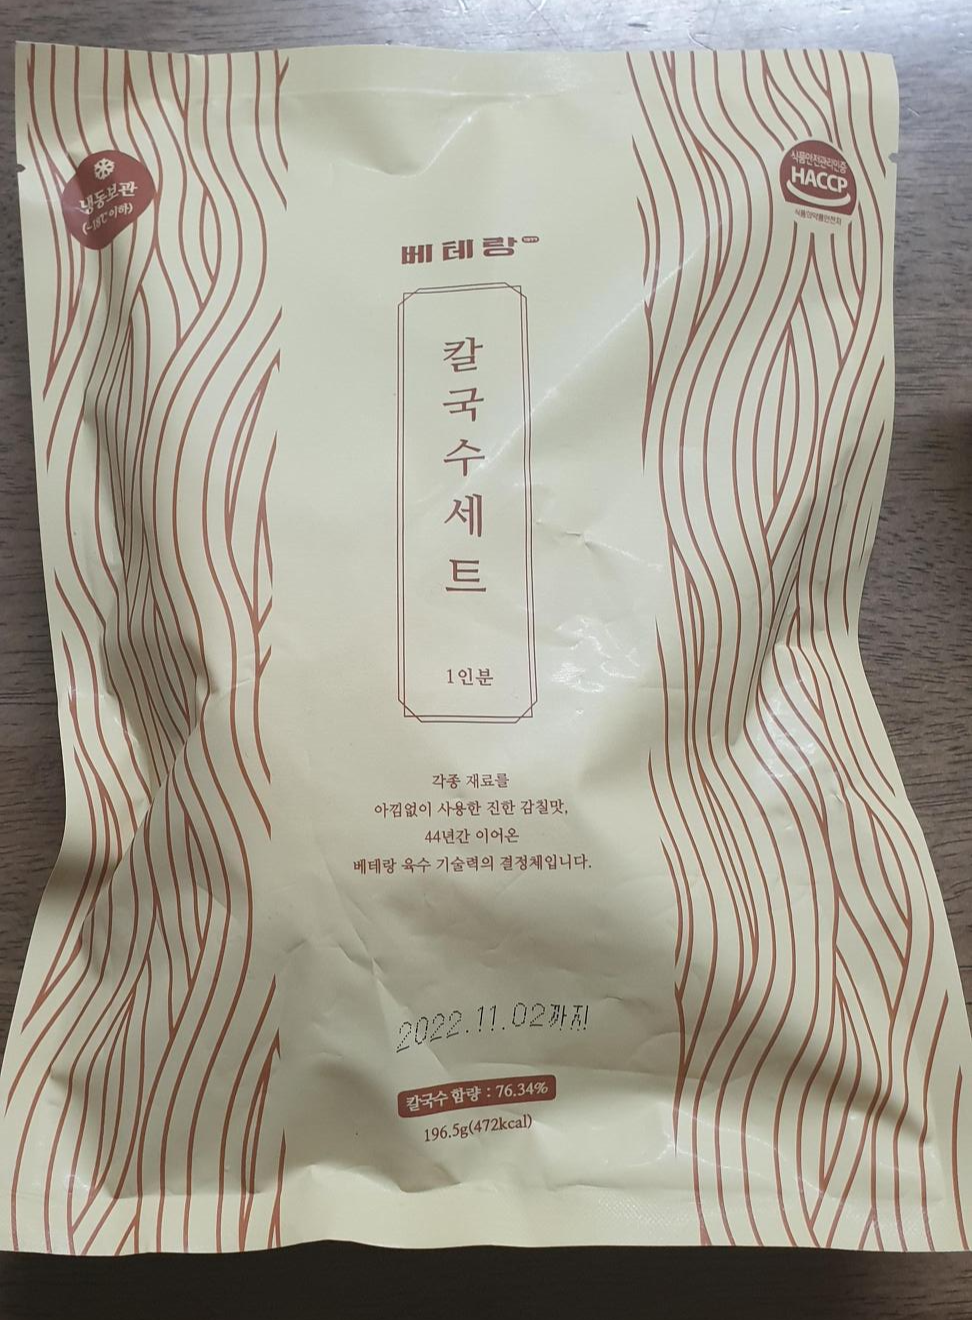 냉동보관
(-18℃ 이하)
식품안전관리인증
HACCP
식품의약품안전처
베테랑
1977
칼
국
수
세
트
1인분
각종 재료를
아낌없이 사용한 진한 감칠맛,
44년간 이어온
베테랑 육수 기술력의 결정체입니다.
2022.11.02까지
칼국수 함량 : 76.34%
196.5g(472kcal)